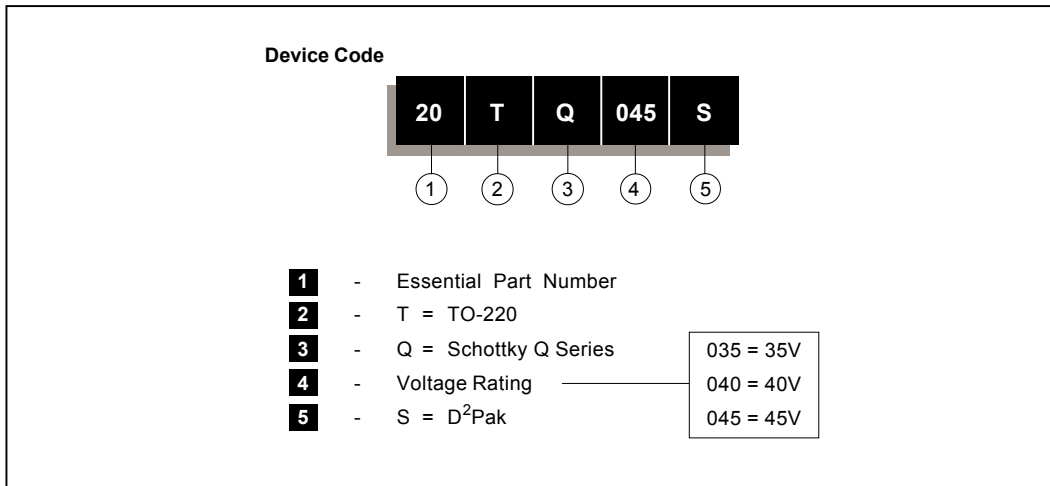 Device Code
20 T Q 045 S
1 2 3 4 5
1 - Essential Part Number
2 - T = TO-220
3 - Q = Schottky Q Series
4 - Voltage Rating
5 - S = D²Pak
035 = 35V
040 = 40V
045 = 45V